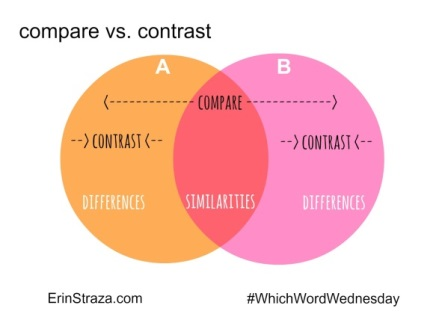 compare vs. contrast
A B
<---------------- COMPARE ---------------->
--> CONTRAST <-- --> CONTRAST <--
DIFFERENCES SIMILARITIES DIFFERENCES
ErinStraza.com #WhichWordWednesday